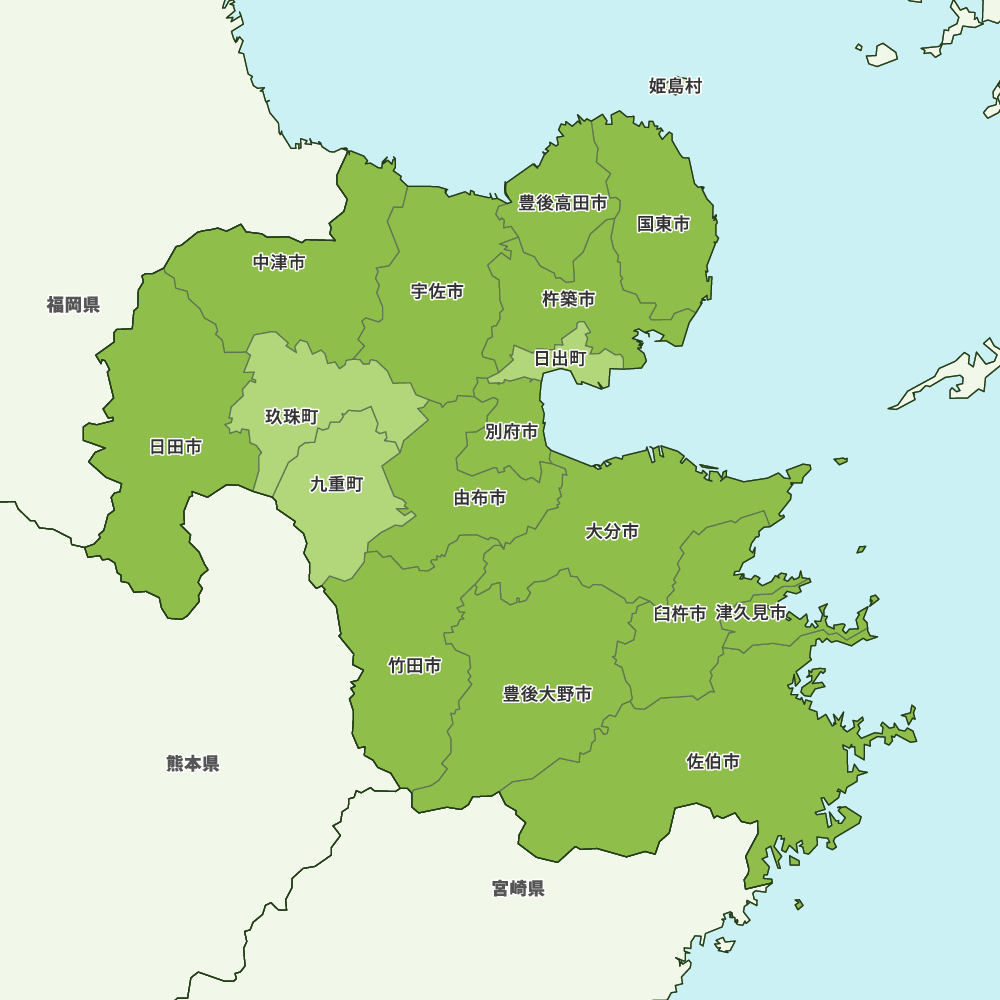 姫島村
豊後高田市
国東市
中津市
宇佐市
杵築市
福岡県
日出町
玖珠町
別府市
日田市
九重町
由布市
大分市
臼杵市
津久見市
竹田市
豊後大野市
佐伯市
熊本県
宮崎県